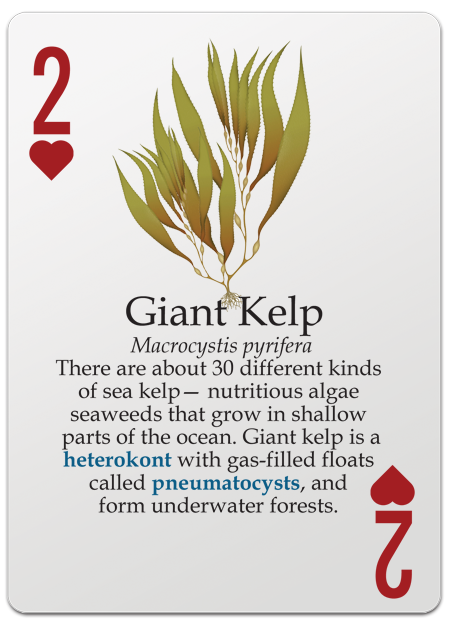 2
Giant Kelp
Macrocystis pyrifera
There are about 30 different kinds
of sea kelp— nutritious algae
seaweeds that grow in shallow
parts of the ocean. Giant kelp is a
heterokont with gas-filled floats
called pneumatocysts, and
form underwater forests.
2